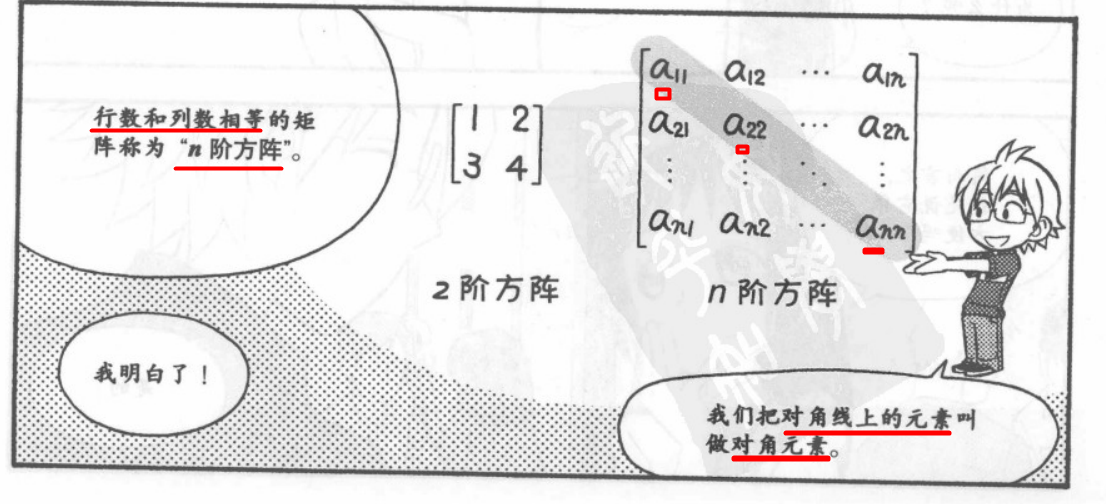 行数和列数相等的矩
阵称为“n 阶方阵”。
1 2
3 4
2 阶方阵
a₁₁ a₁₂ ⋯ a₁ₙ
a₂₁ a₂₂ ⋯ a₂ₙ
⋮ ⋮ ⋱ ⋮
aₙ₁ aₙ₂ ⋯ aₙₙ
n 阶方阵
我明白了！
我们把对角线上的元素叫
做对角元素。